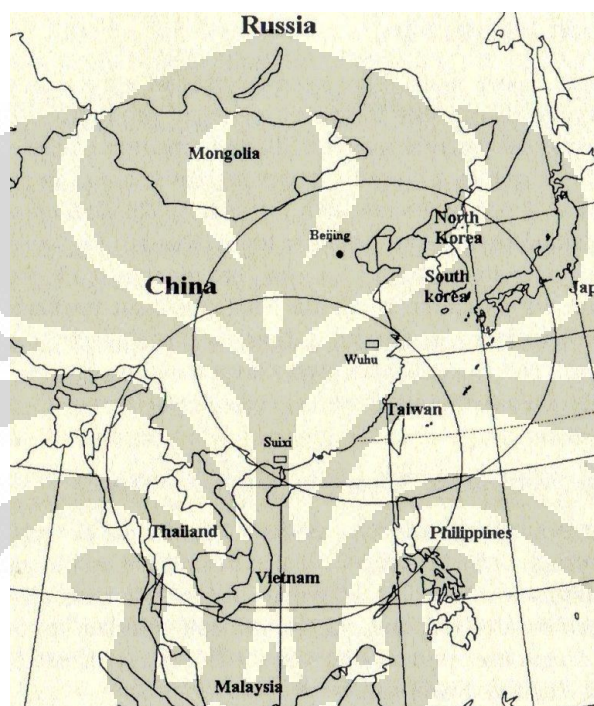 Russia
Mongolia
Beijing
North
Korea
China
South
korea
Jap
Wuhu
Taiwan
Suixi
Thailand
Philippines
Vietnam
Malaysia